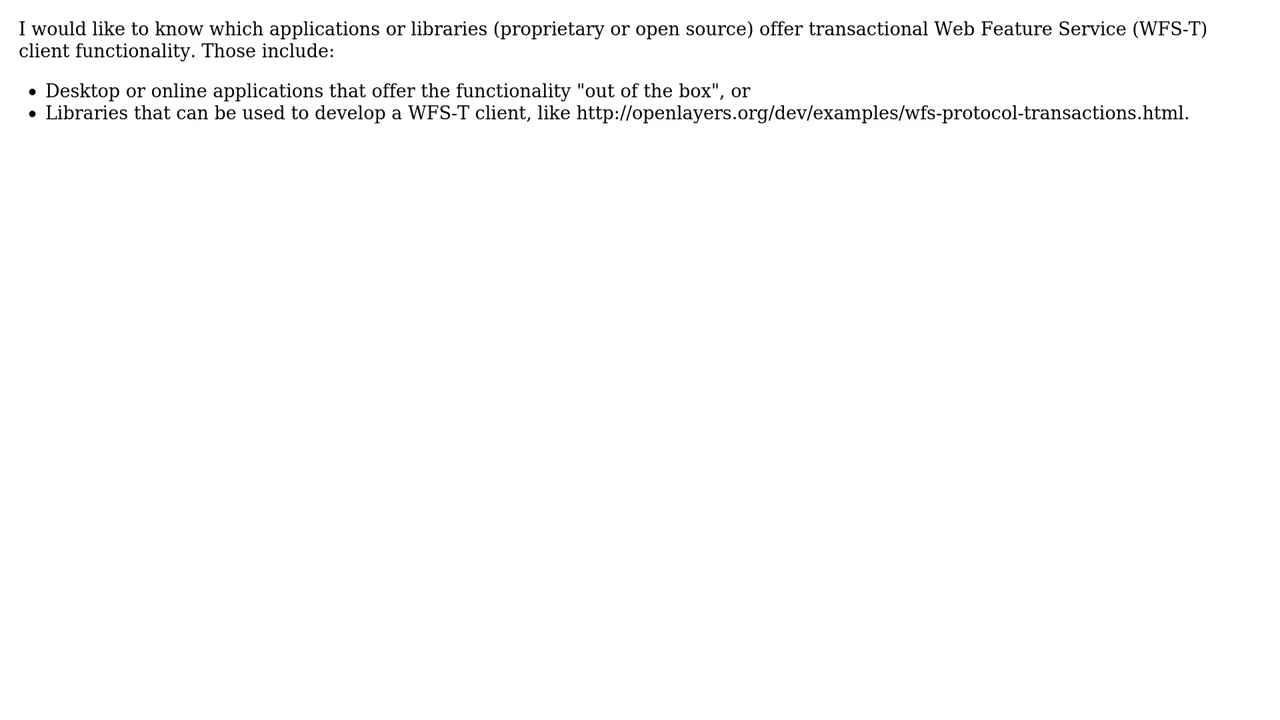 I would like to know which applications or libraries (proprietary or open source) offer transactional Web Feature Service (WFS-T)
client functionality. Those include:
• Desktop or online applications that offer the functionality "out of the box", or
• Libraries that can be used to develop a WFS-T client, like http://openlayers.org/dev/examples/wfs-protocol-transactions.html.